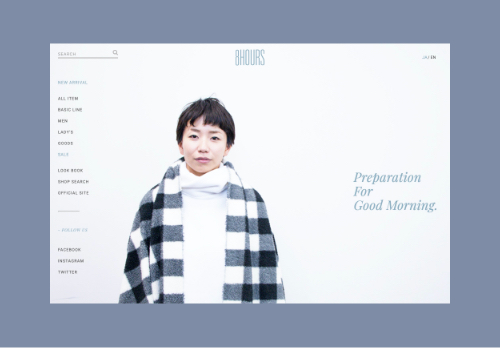 SEARCH
8HOURS
JA / EN
NEW ARRIVAL
ALL ITEM
BASIC LINE
MEN
LADY'S
GOODS
SALE
LOOK BOOK
SHOP SEARCH
OFFICIAL SITE
Preparation
For
Good Morning.
FOLLOW US
FACEBOOK
INSTAGRAM
TWITTER